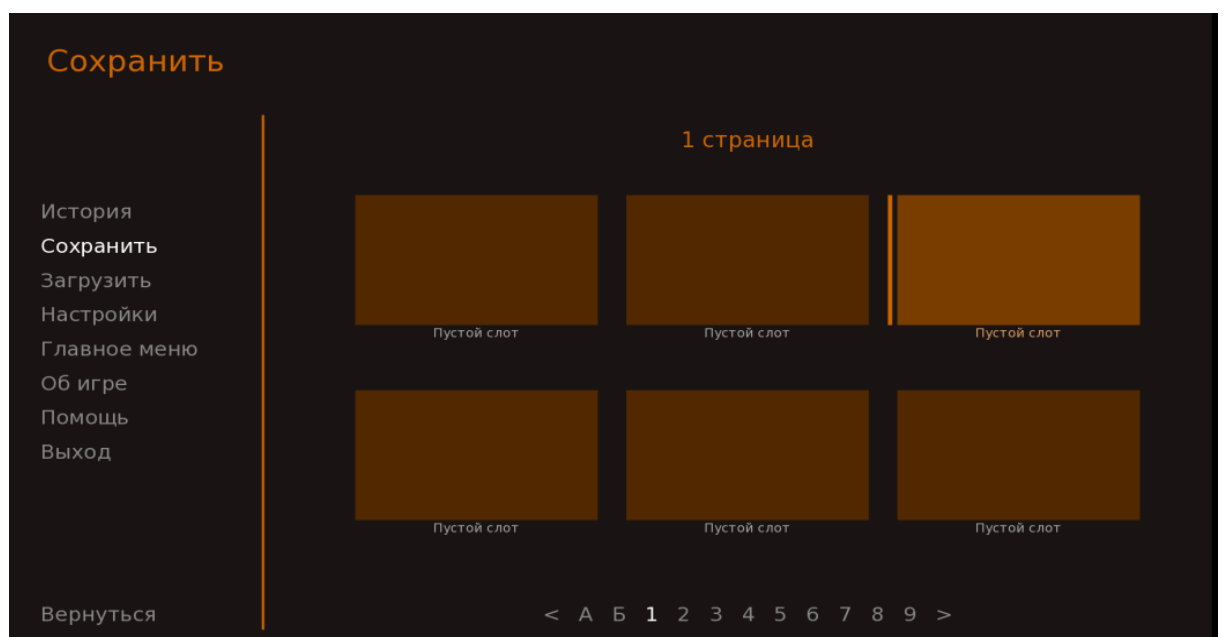 Сохранить
1 страница
История
Сохранить
Загрузить
Настройки
Главное меню
Об игре
Помощь
Выход
Пустой слот Пустой слот Пустой слот
Пустой слот Пустой слот Пустой слот
Вернуться
< А Б 1 2 3 4 5 6 7 8 9 >